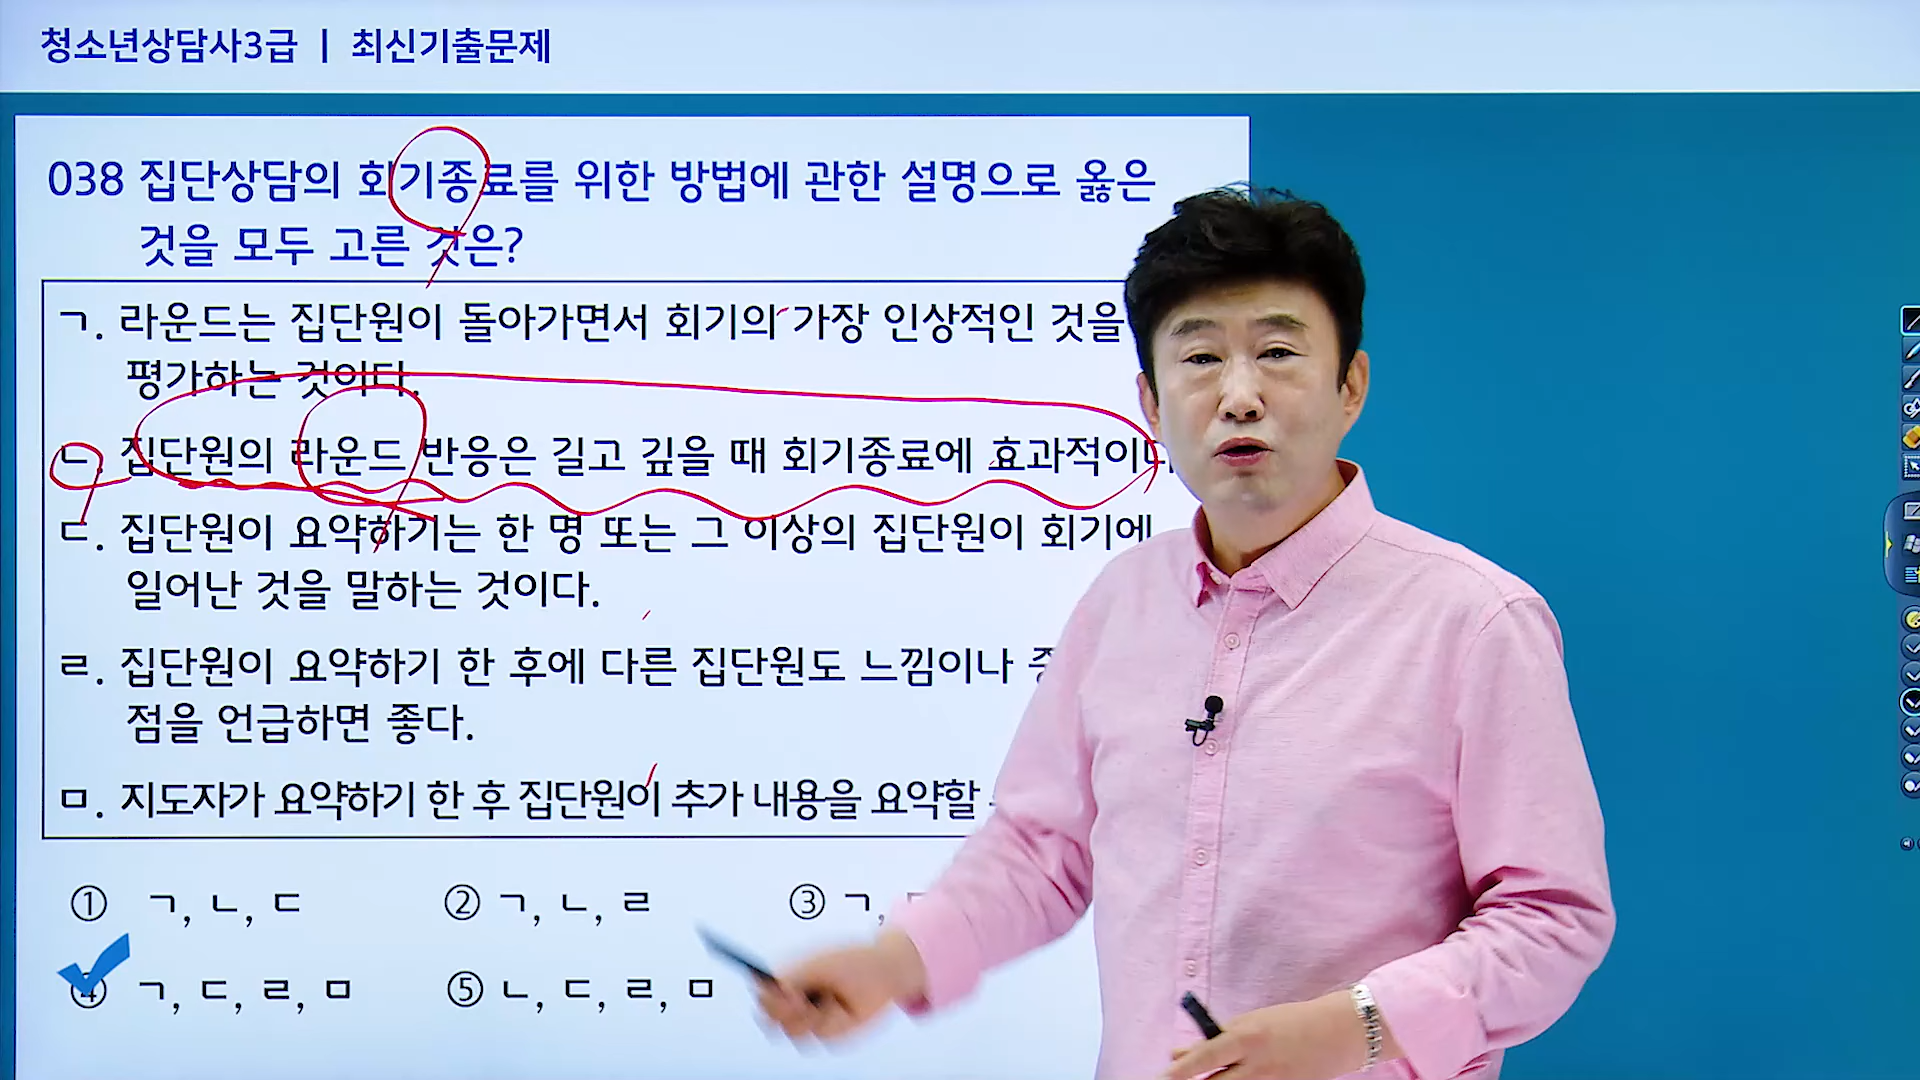 청소년상담사3급 | 최신기출문제
038 집단상담의 회기종료를 위한 방법에 관한 설명으로 옳은
것을 모두 고른 것은?
ㄱ. 라운드는 집단원이 돌아가면서 회기의 가장 인상적인 것을
평가하는 것이다.
ㄴ. 집단원의 라운드 반응은 길고 깊을 때 회기종료에 효과적이다
ㄷ. 집단원이 요약하기는 한 명 또는 그 이상의 집단원이 회기에
일어난 것을 말하는 것이다.
ㄹ. 집단원이 요약하기 한 후에 다른 집단원도 느낌이나
점을 언급하면 좋다.
ㅁ. 지도자가 요약하기 한 후 집단원이 추가 내용을 요약할
① ㄱ, ㄴ, ㄷ ② ㄱ, ㄴ, ㄹ ③ ㄱ,
④ ㄱ, ㄷ, ㄹ, ㅁ ⑤ ㄴ, ㄷ, ㄹ, ㅁ